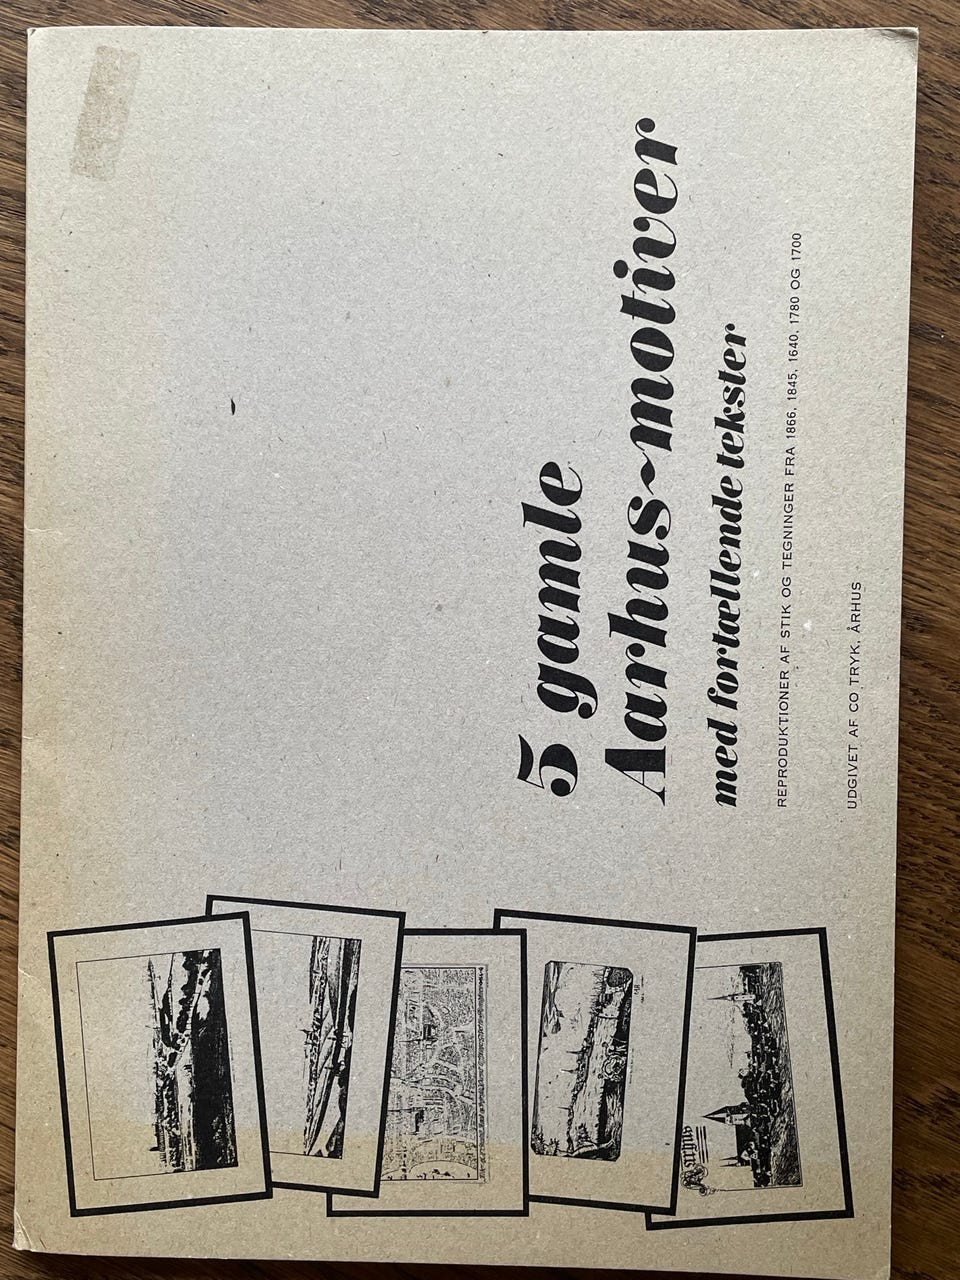 5 gamle
Aarhus~motiver
med fortællende tekster
REPRODUKTIONER AF STIK OG TEGNINGER FRA 1866, 1845, 1640, 1780 OG 1700
UDGIVET AF CO TRYK, ÅRHUS